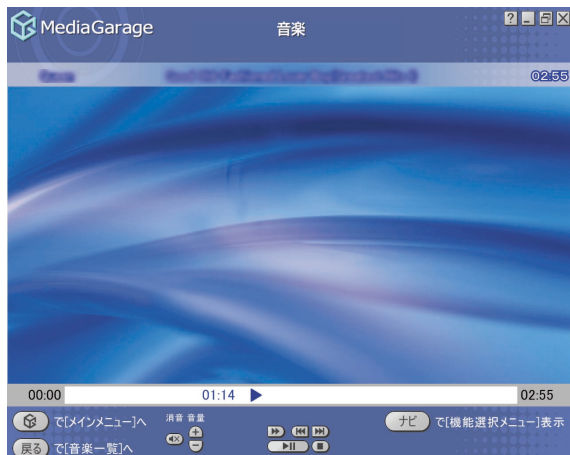 MediaGarage
音楽
02:55
00:00 01:14 02:55
で[メインメニュー]へ 消音 音量 ナビ で[機能選択メニュー]表示
戻る で[音楽一覧]へ